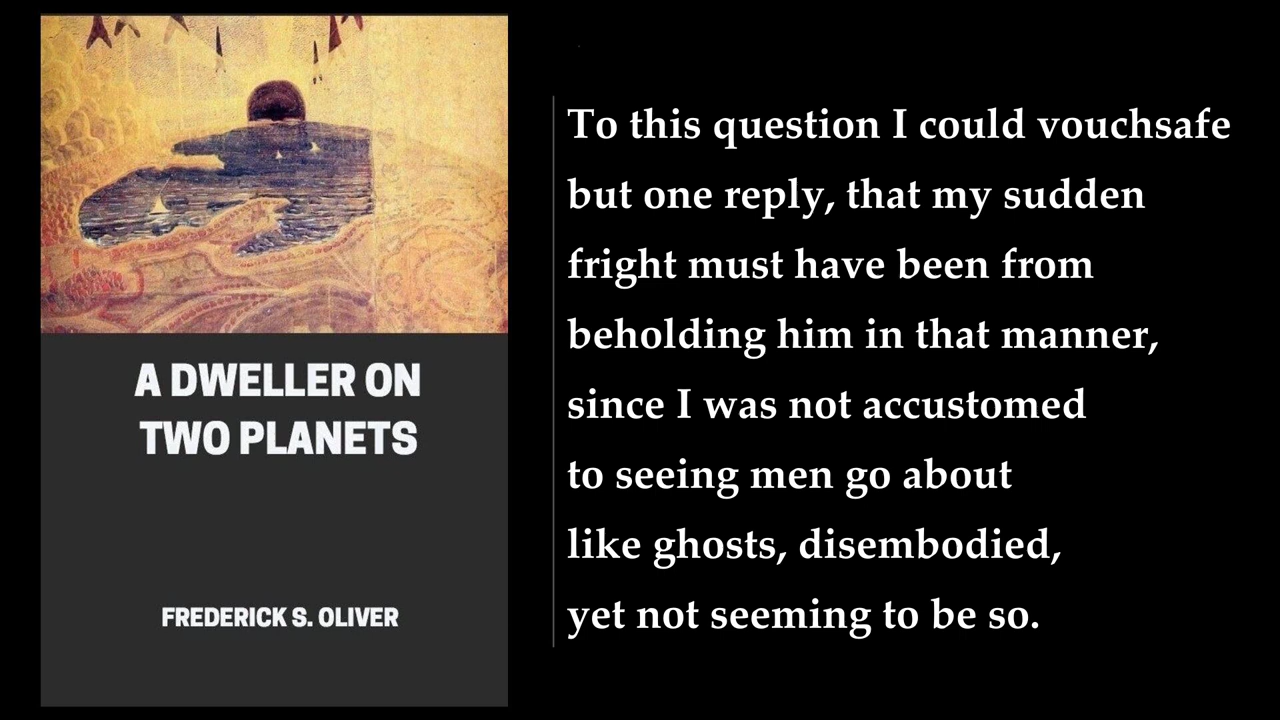 A DWELLER ON
TWO PLANETS
FREDERICK S. OLIVER
To this question I could vouchsafe
but one reply, that my sudden
fright must have been from
beholding him in that manner,
since I was not accustomed
to seeing men go about
like ghosts, disembodied,
yet not seeming to be so.